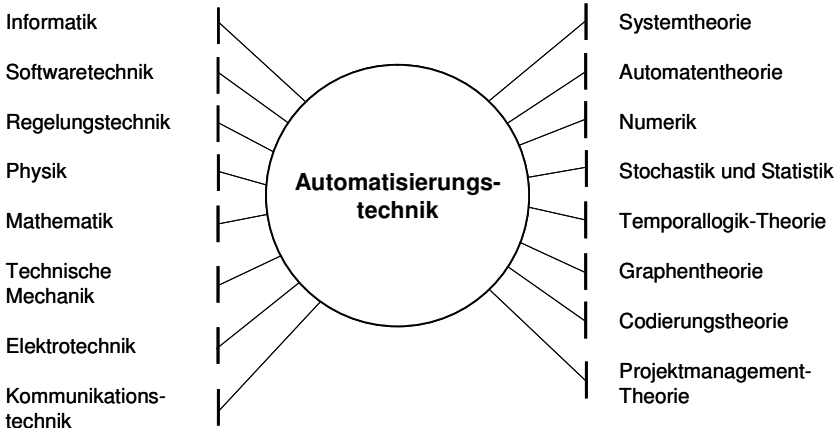 Informatik
Softwaretechnik
Regelungstechnik
Physik
Mathematik
Technische
Mechanik
Elektrotechnik
Kommunikations-
technik
Automatisierungs-
technik
Systemtheorie
Automatentheorie
Numerik
Stochastik und Statistik
Temporallogik-Theorie
Graphentheorie
Codierungstheorie
Projektmanagement-
Theorie